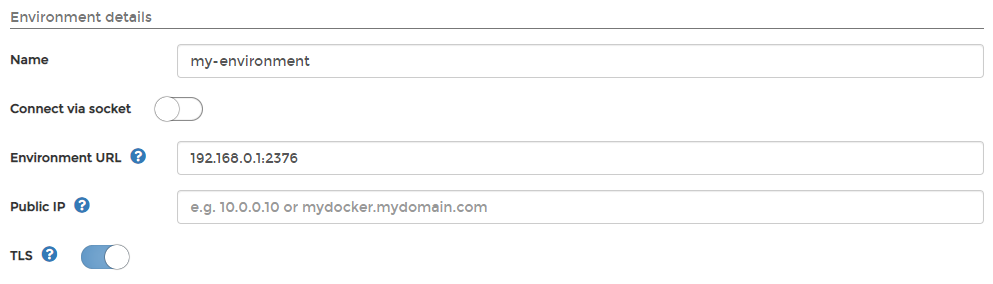 Environment details
Name my-environment
Connect via socket
Environment URL ? 192.168.0.1:2376
Public IP ? e.g. 10.0.0.10 or mydocker.mydomain.com
TLS ?